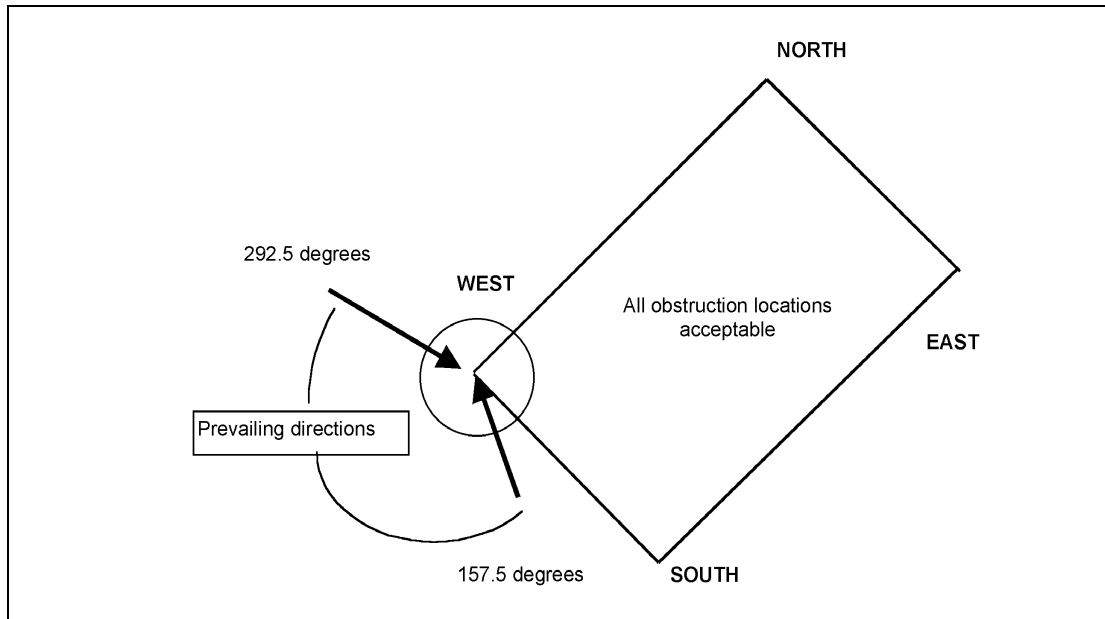 NORTH
292.5 degrees
WEST
All obstruction locations
acceptable
EAST
Prevailing directions
157.5 degrees
SOUTH